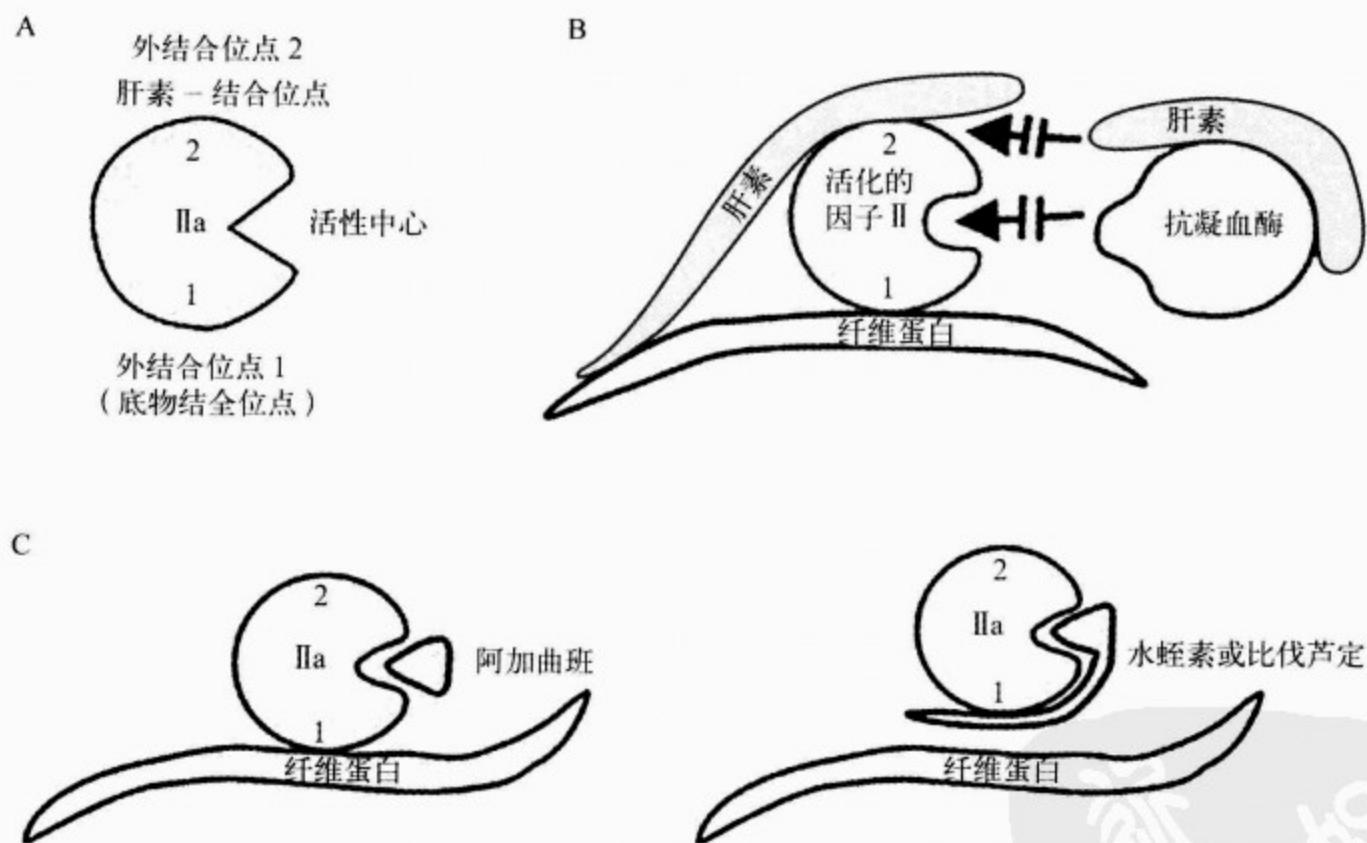 A
外结合位点 2
肝素 – 结合位点
2
IIa
活性中心
1
外结合位点 1
（底物结全位点）
B
肝素
2
活化的
因子 II
1
纤维蛋白
肝素
抗凝血酶
C
2
IIa
阿加曲班
1
纤维蛋白
2
IIa
水蛭素或比伐芦定
1
纤维蛋白